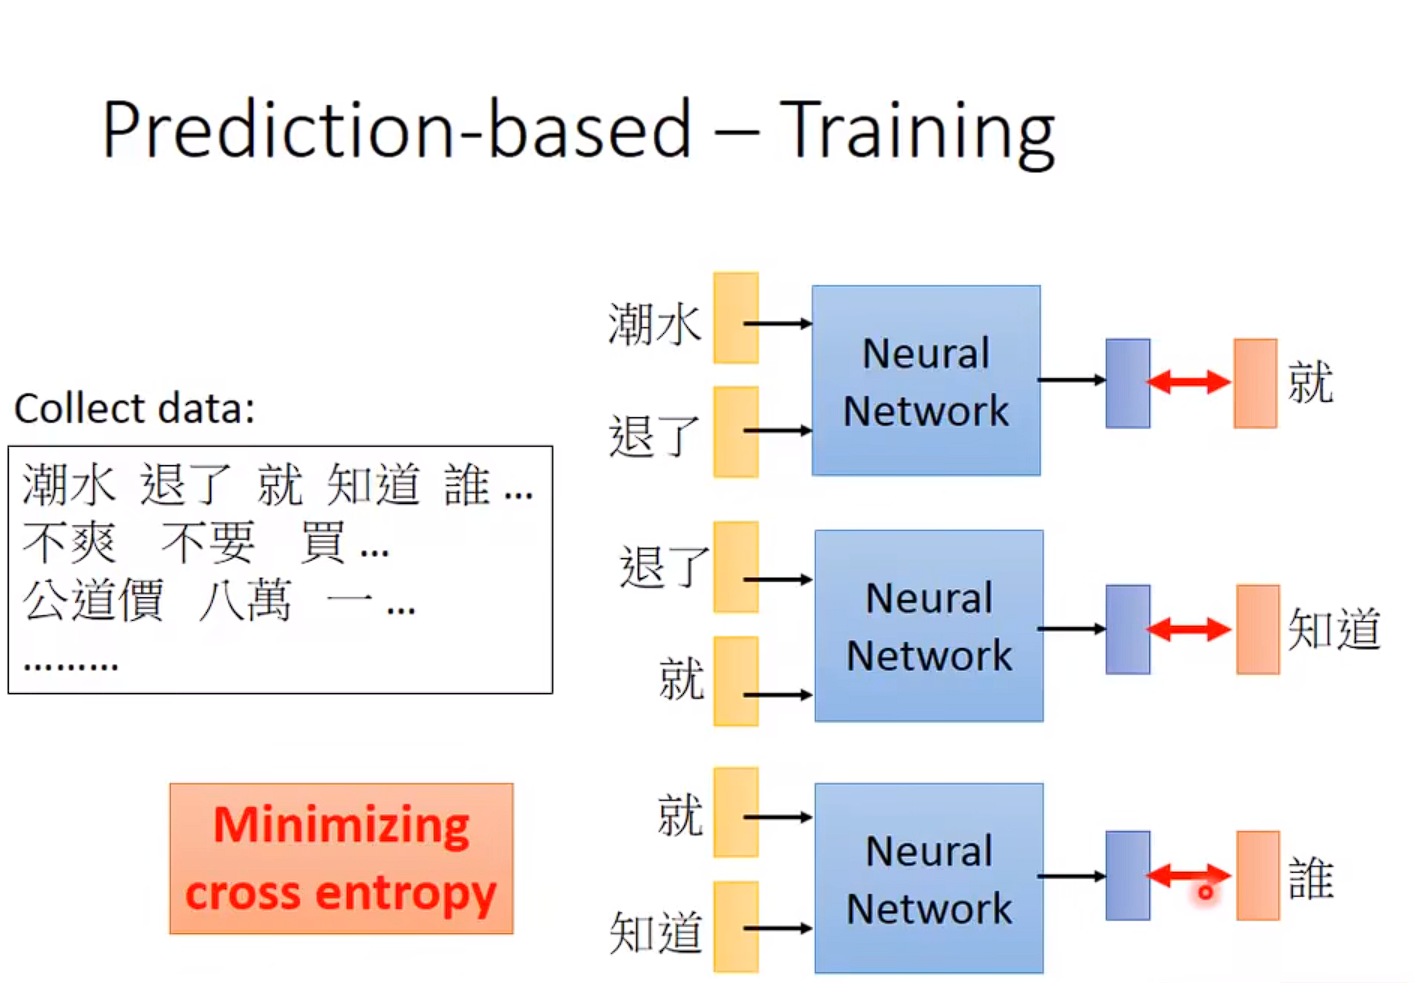 Prediction-based – Training
Collect data:
潮水 退了 就 知道 誰 …
不爽 不要 買 …
公道價 八萬 一 …
………
Minimizing
cross entropy
潮水
退了
Neural
Network
就
退了
就
Neural
Network
知道
就
知道
Neural
Network
誰